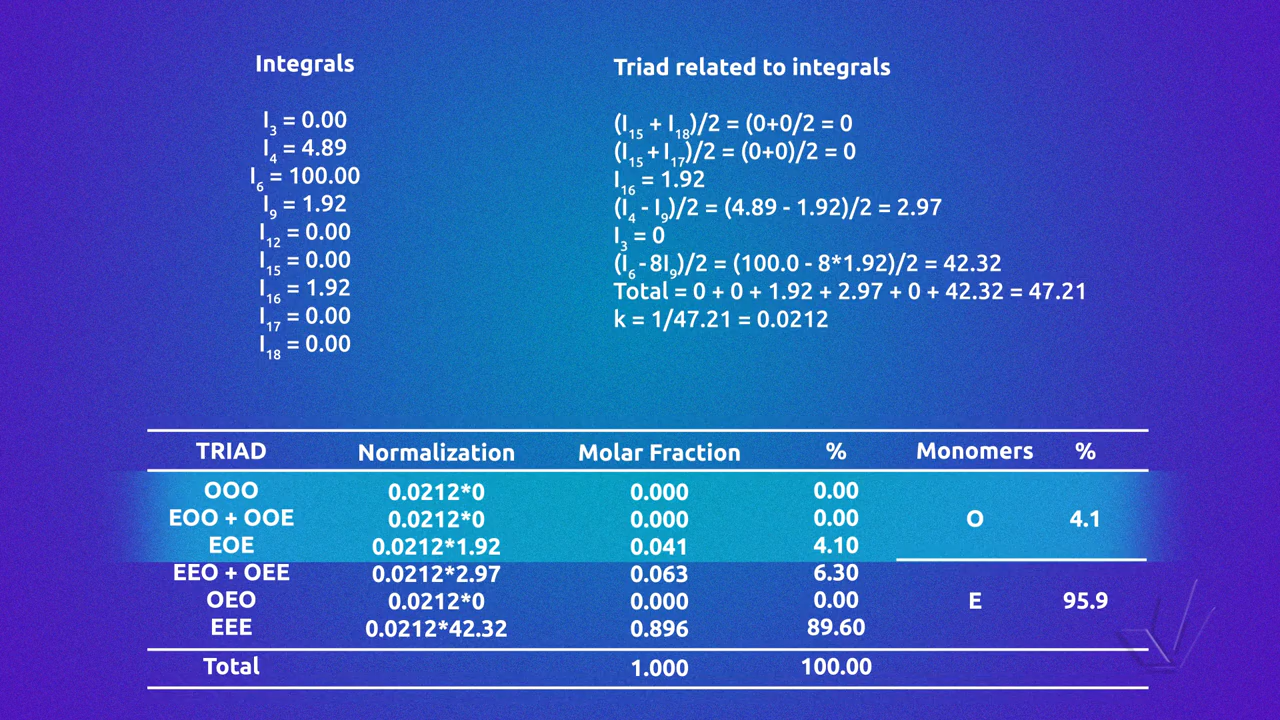 Integrals
I₃ = 0.00
I₄ = 4.89
I₆ = 100.00
I₉ = 1.92
I₁₂ = 0.00
I₁₅ = 0.00
I₁₆ = 1.92
I₁₇ = 0.00
I₁₈ = 0.00
Triad related to integrals
(I₁₅ + I₁₈)/2 = (0+0/2 = 0
(I₁₅ + I₁₇)/2 = (0+0)/2 = 0
I₁₆ = 1.92
(I₄ - I₉)/2 = (4.89 - 1.92)/2 = 2.97
I₃ = 0
(I₆ - 8I₉)/2 = (100.0 - 8*1.92)/2 = 42.32
Total = 0 + 0 + 1.92 + 2.97 + 0 + 42.32 = 47.21
k = 1/47.21 = 0.0212
TRIAD Normalization Molar Fraction % Monomers %
OOO 0.0212*0 0.000 0.00
EOO + OOE 0.0212*0 0.000 0.00 O 4.1
EOE 0.0212*1.92 0.041 4.10
EEO + OEE 0.0212*2.97 0.063 6.30
OEO 0.0212*0 0.000 0.00 E 95.9
EEE 0.0212*42.32 0.896 89.60
Total 1.000 100.00